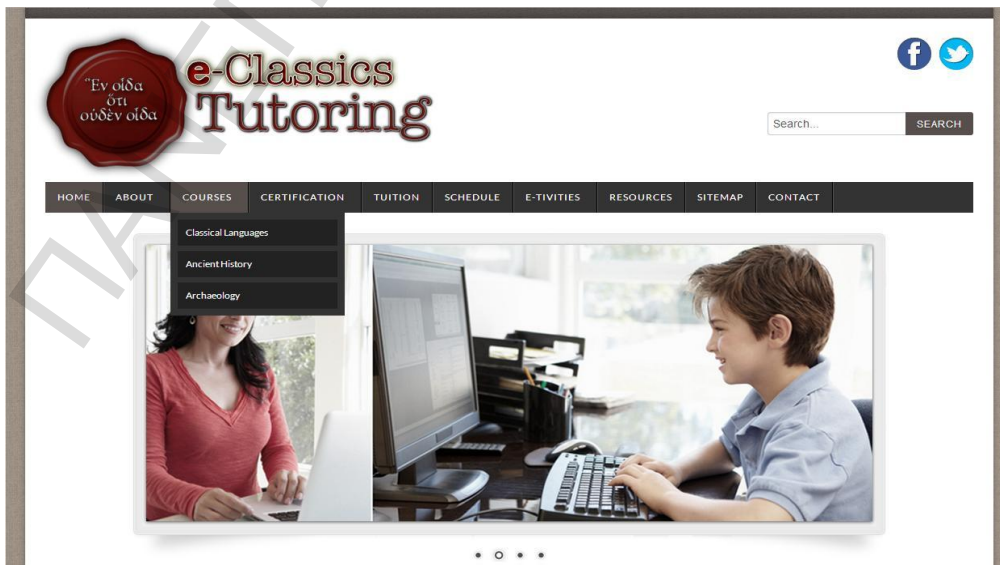 “Εν οἶδα
ὅτι
οὐδὲν οἶδα
e-Classics
Tutoring
Search...
SEARCH
HOME ABOUT COURSES CERTIFICATION TUITION SCHEDULE E-TIVITIES RESOURCES SITEMAP CONTACT
Classical Languages
Ancient History
Archaeology